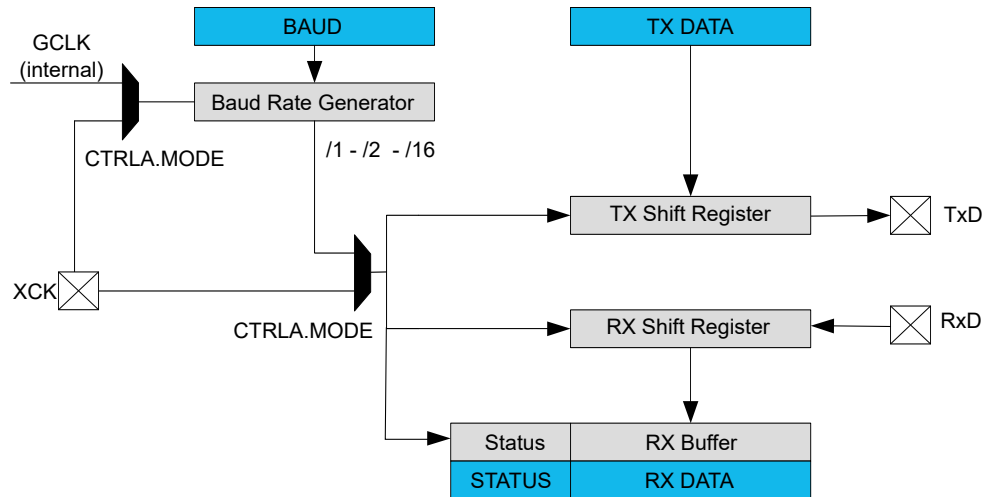 BAUD
TX DATA
GCLK
(internal)
Baud Rate Generator
CTRLA.MODE
/1 - /2 - /16
TX Shift Register
TxD
XCK
CTRLA.MODE
RX Shift Register
RxD
Status
RX Buffer
STATUS
RX DATA